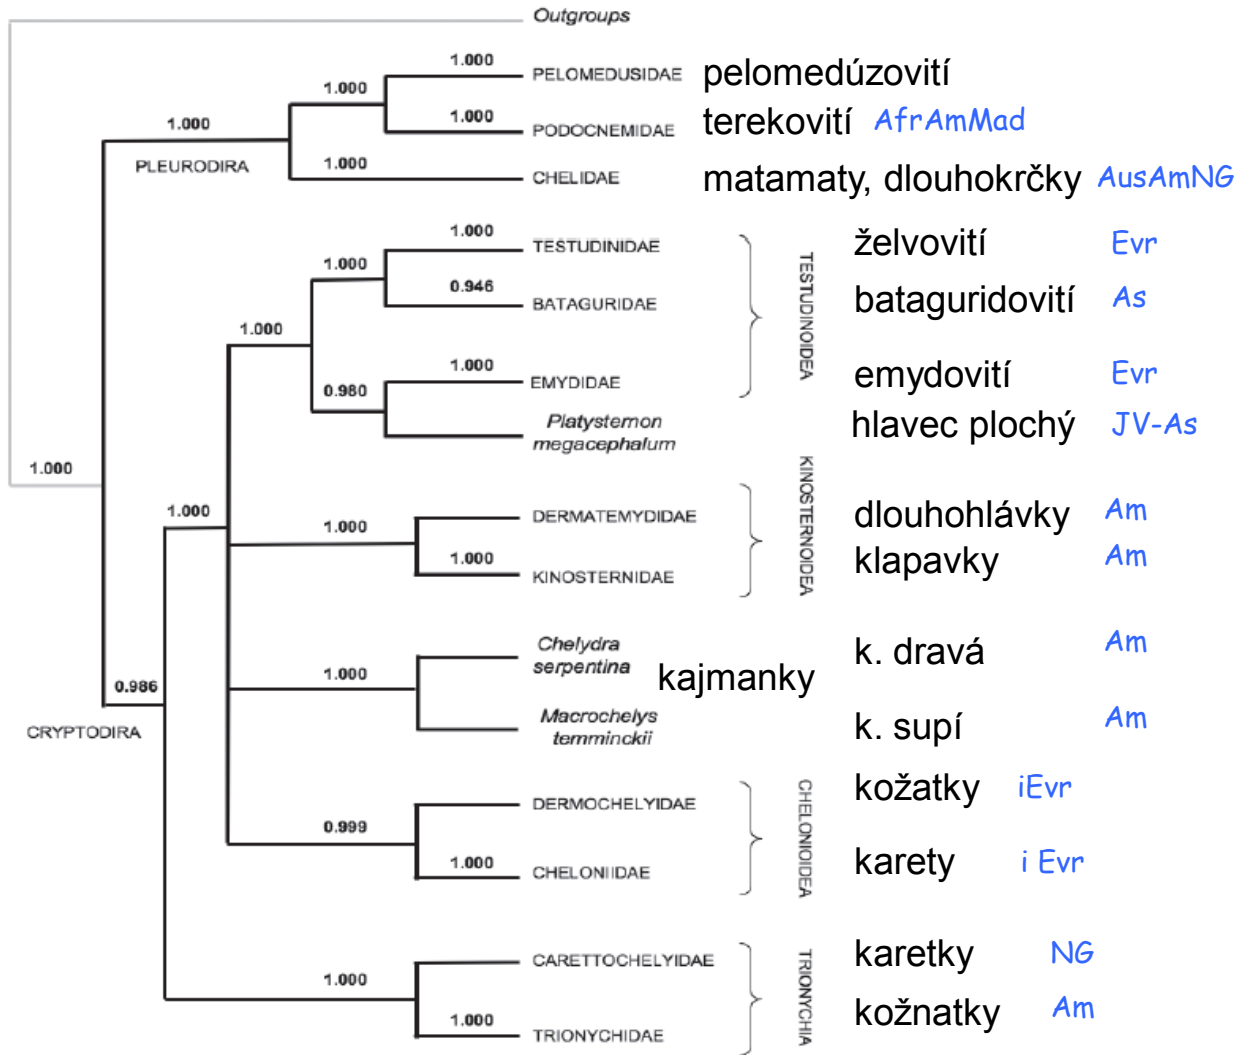 Outgroups
1.000
PELOMEDUSIDAE pelomedúzovití
1.000
1.000
PODOCNEMIDAE terekovití AfrAmMad
1.000
PLEURODIRA
1.000
CHELIDAE matamaty, dlouhokrčky AusAmNG
1.000
TESTUDINIDAE želvovití Evr
1.000
0.946
BATAGURIDAE bataguridovití As
TESTUDINOIDEA
1.000
1.000
EMYDIDAE emydovití Evr
0.980
Platysternon
megacephalum hlavec plochý JV-As
1.000
1.000
1.000
DERMATEMYDIDAE dlouhohlávky Am
KINOSTERNOIDEA
1.000
KINOSTERNIDAE klapavky Am
Chelydra
serpentina k. dravá Am
1.000
kajmanky
0.986
CRYPTODIRA
Macrochelys
temminckii k. supí Am
DERMOCHELYIDAE kožatky iEvr
0.999
CHELONIOIDEA
1.000
CHELONIIDAE karety i Evr
CARETTOCHELYIDAE karetky NG
1.000
TRIONYCHIA
1.000
TRIONYCHIDAE kožnatky Am